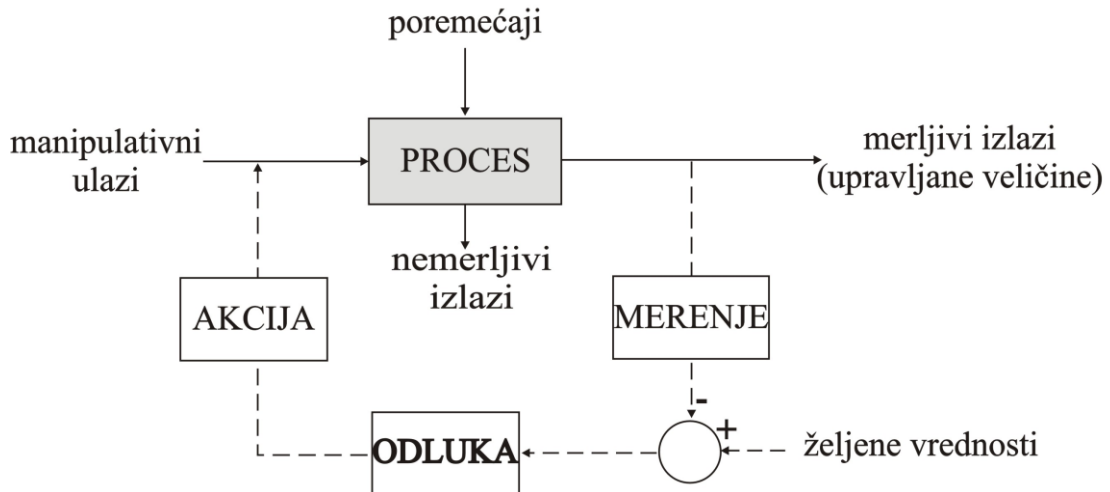 poremećaji
manipulativni
ulazi
PROCES
merljivi izlazi
(upravljane veličine)
nemerljivi
izlazi
AKCIJA
MERENJE
-
+
ODLUKA
željene vrednosti